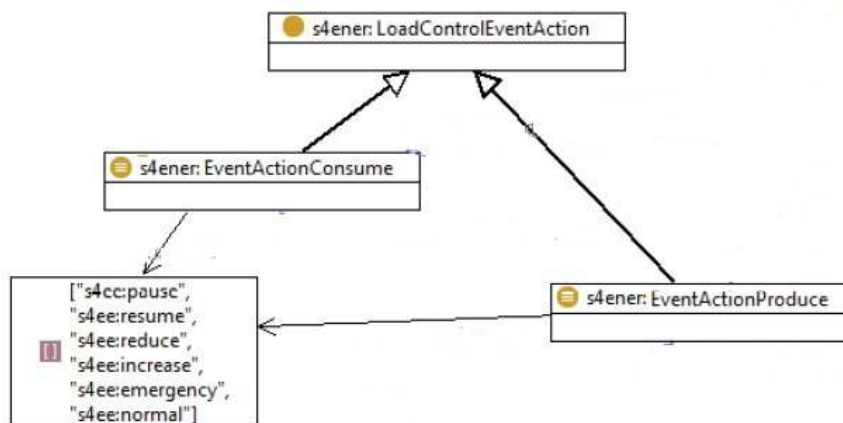 s4ener: LoadControlEventAction
s4ener: EventActionConsume
["s4ee:pause",
"s4ee:resume",
"s4ee:reduce",
"s4ee:increase",
"s4ee:emergency",
"s4ee:normal"]
s4ener: EventActionProduce